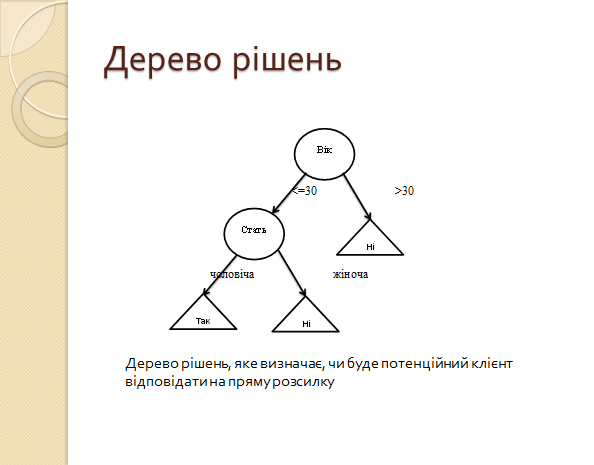 Дерево рішень
Вік
<=30 >30
Стать
Ні
чоловіча жіноча
Так Ні
Дерево рішень, яке визначає, чи буде потенційний клієнт
відповідати на пряму розсилку